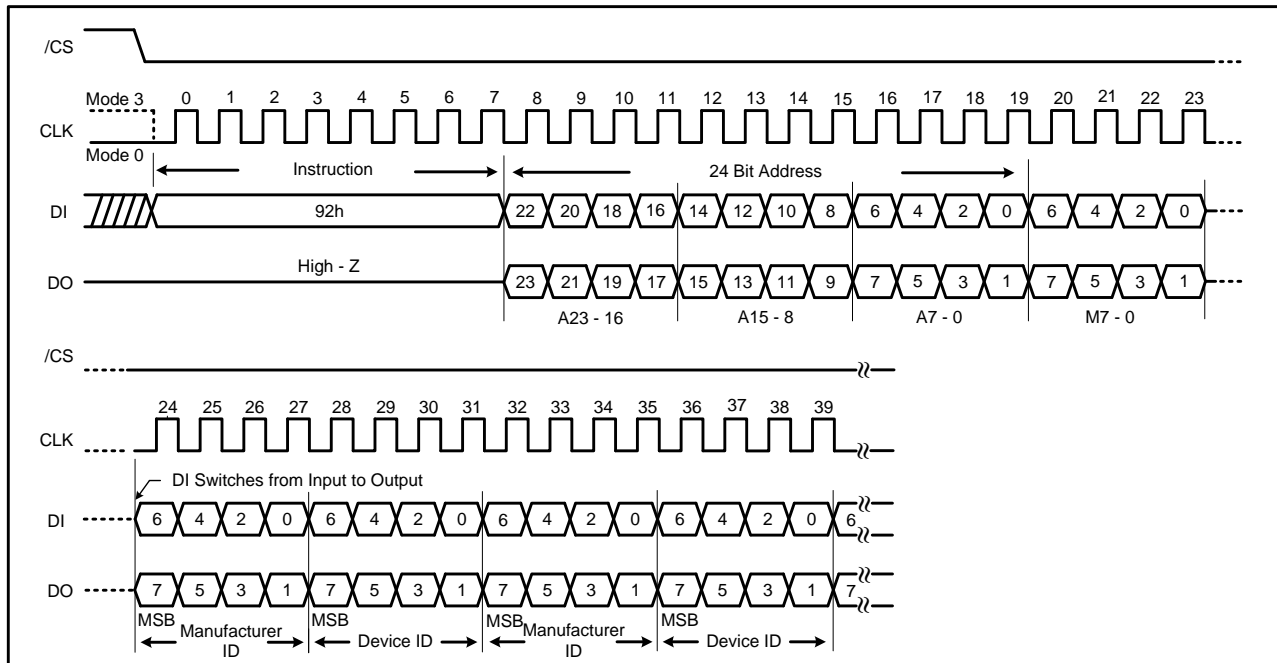 /CS
Mode 3 0 1 2 3 4 5 6 7 8 9 10 11 12 13 14 15 16 17 18 19 20 21 22 23
CLK
Mode 0
Instruction 24 Bit Address
DI 92h 22 20 18 16 14 12 10 8 6 4 2 0 6 4 2 0
High - Z
DO 23 21 19 17 15 13 11 9 7 5 3 1 7 5 3 1
A23 - 16 A15 - 8 A7 - 0 M7 - 0
/CS
24 25 26 27 28 29 30 31 32 33 34 35 36 37 38 39
CLK
DI Switches from Input to Output
DI 6 4 2 0 6 4 2 0 6 4 2 0 6 4 2 0 6
DO 7 5 3 1 7 5 3 1 7 5 3 1 7 5 3 1 7
MSB MSB MSB MSB
Manufacturer ID Device ID Manufacturer ID Device ID